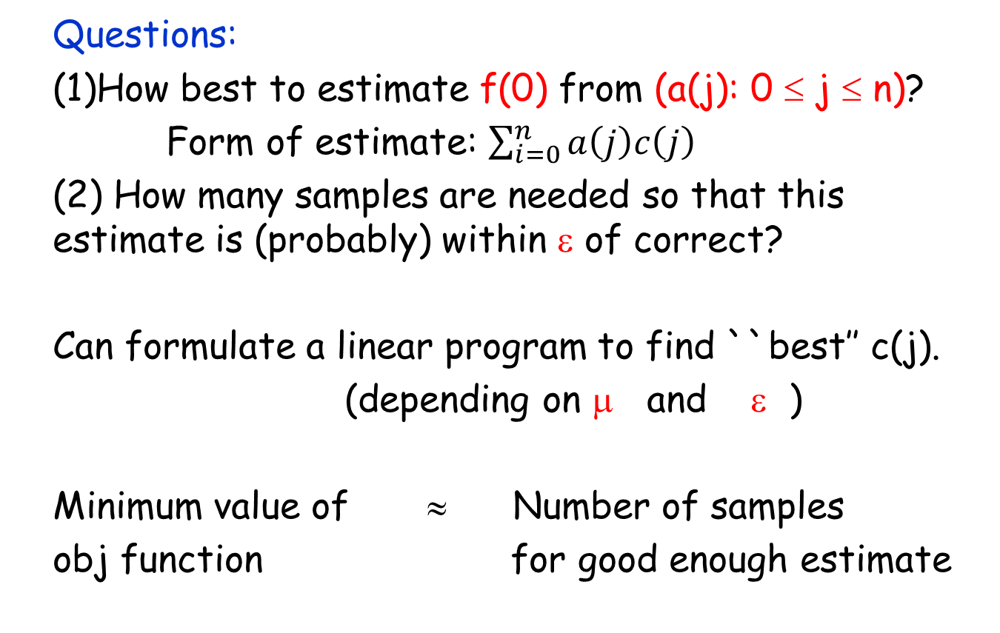 Questions:
(1)How best to estimate f(0) from (a(j): 0 ≤ j ≤ n)?
Form of estimate: ∑ⁿᵢ₌₀ a(j)c(j)
(2) How many samples are needed so that this
estimate is (probably) within ε of correct?
Can formulate a linear program to find ``best” c(j).
(depending on μ and ε )
Minimum value of ≈ Number of samples
obj function for good enough estimate